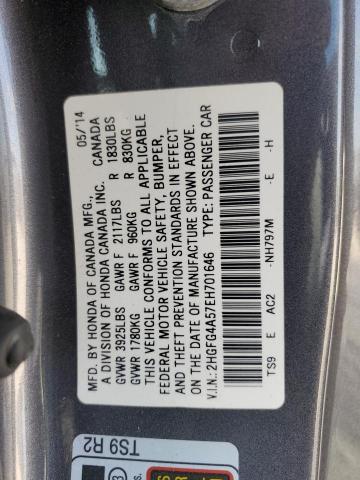 MFD. BY HONDA OF CANADA MFG., 05/'14
A DIVISION OF HONDA CANADA INC. CANADA
GVWR 3925LBS GAWR F 2117LBS R 1830LBS
GVWR 1780KG GAWR F 960KG R 830KG
THIS VEHICLE CONFORMS TO ALL APPLICABLE
FEDERAL MOTOR VEHICLE SAFETY, BUMPER,
AND THEFT PREVENTION STANDARDS IN EFFECT
ON THE DATE OF MANUFACTURE SHOWN ABOVE.
V.I.N.: 2HGFG4A57EH701646 TYPE: PASSENGER CAR
TS9 E AC2 -NH797M -E -H
TS9 R2